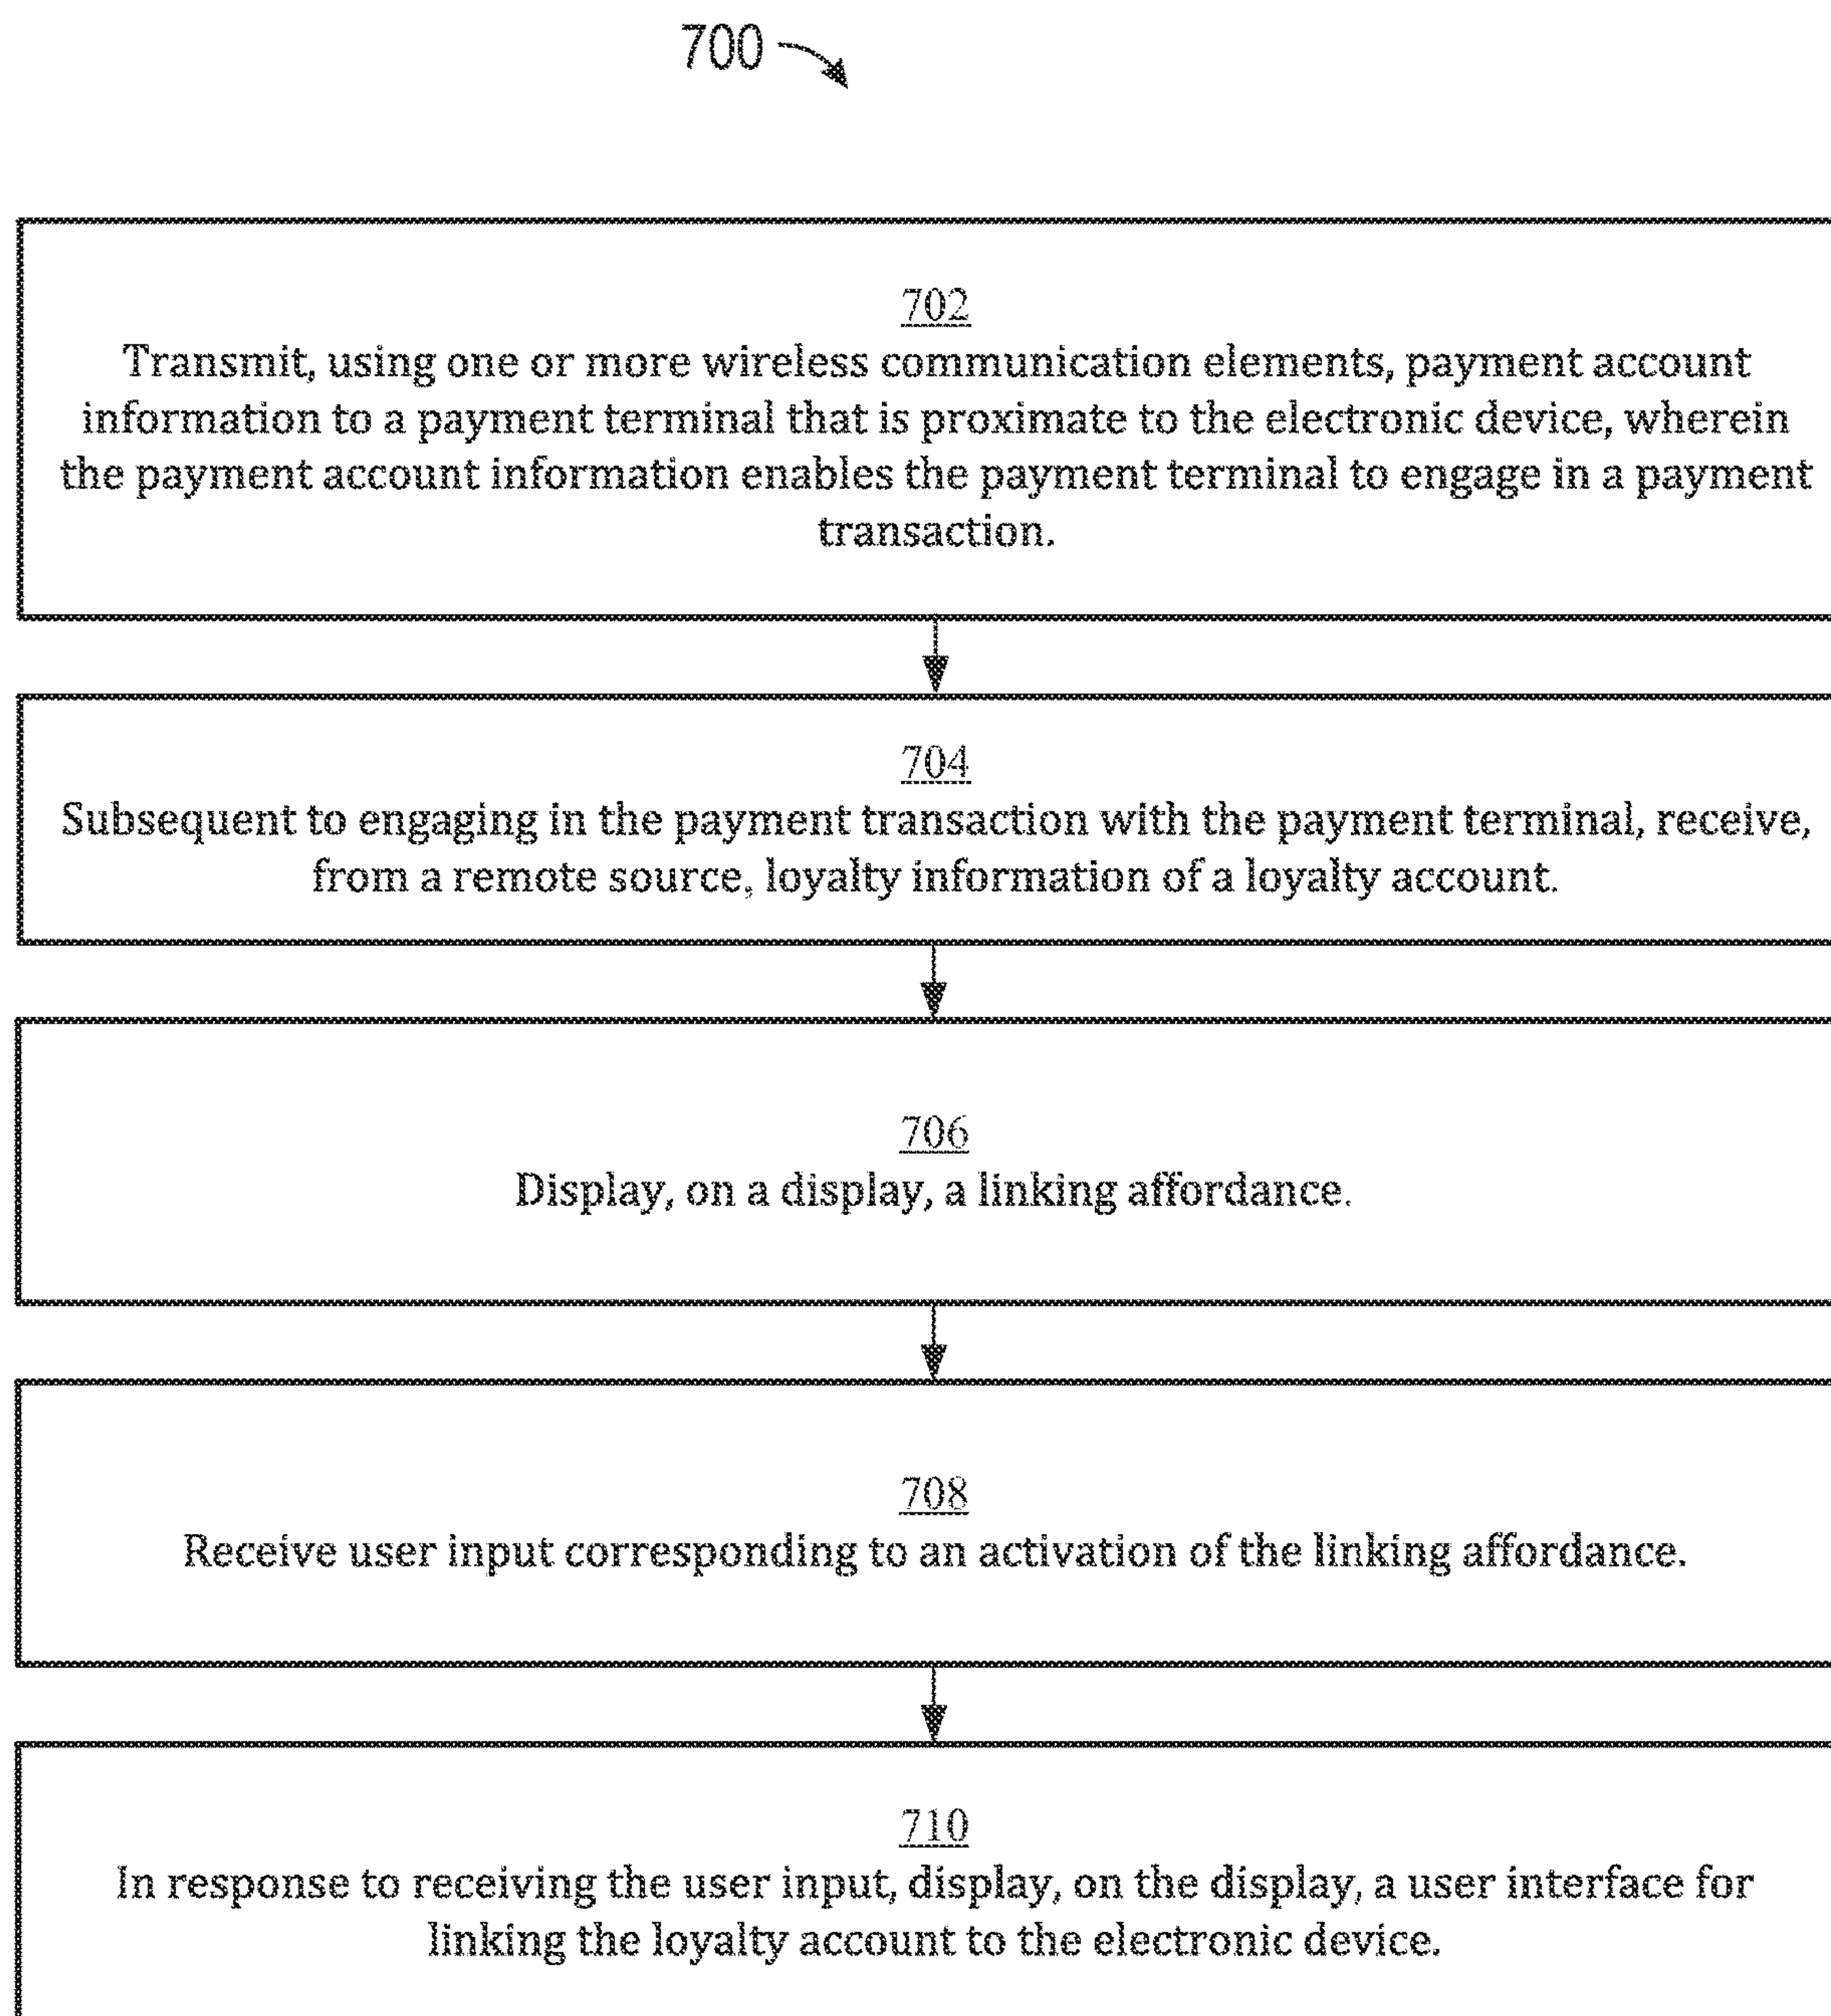 700
702
Transmit, using one or more wireless communication elements, payment account
information to a payment terminal that is proximate to the electronic device, wherein
the payment account information enables the payment terminal to engage in a payment
transaction.
704
Subsequent to engaging in the payment transaction with the payment terminal, receive,
from a remote source, loyalty information of a loyalty account.
706
Display, on a display, a linking affordance.
708
Receive user input corresponding to an activation of the linking affordance.
710
In response to receiving the user input, display, on the display, a user interface for
linking the loyalty account to the electronic device.